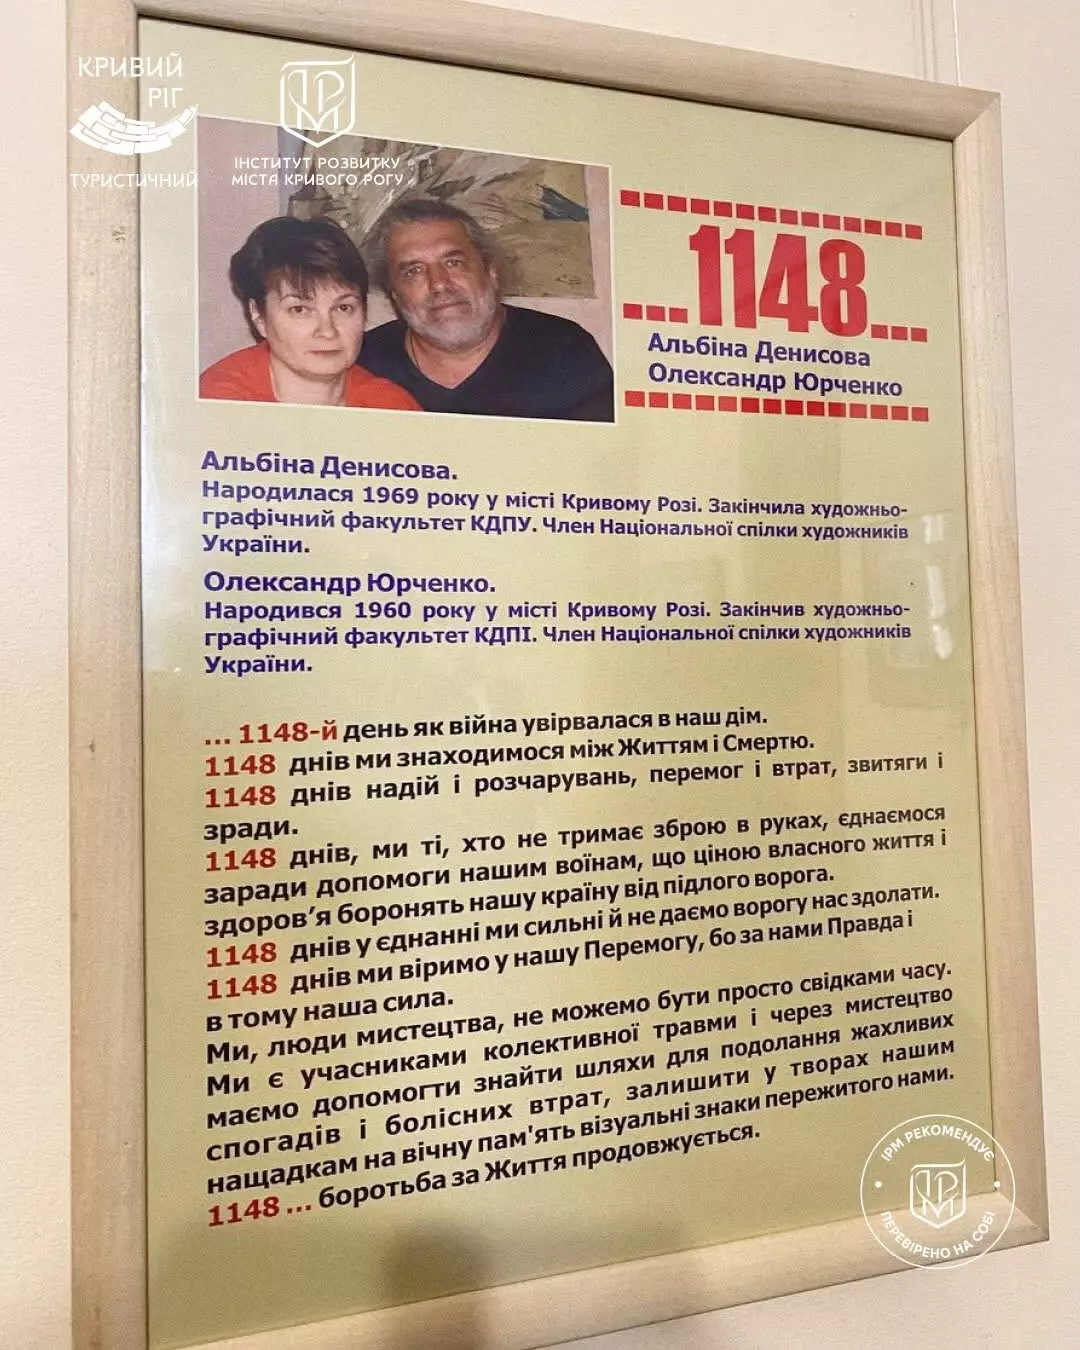 КРИВИЙ
РІГ
ТУРИСТИЧНИЙ
ІНСТИТУТ РОЗВИТКУ
МІСТА КРИВОГО РОГУ
...1148...
Альбіна Денисова
Олександр Юрченко
Альбіна Денисова.
Народилася 1969 року у місті Кривому Розі. Закінчила художньо-
графічний факультет КДПУ. Член Національної спілки художників
України.
Олександр Юрченко.
Народився 1960 року у місті Кривому Розі. Закінчив художньо-
графічний факультет КДПІ. Член Національної спілки художників
України.
... 1148-й день як війна увірвалася в наш дім.
1148 днів ми знаходимося між Життям і Смертю.
1148 днів надій і розчарувань, перемог і втрат, звитяги і
зради.
1148 днів, ми ті, хто не тримає зброю в руках, єднаємося
заради допомоги нашим воїнам, що ціною власного життя і
здоров’я боронять нашу країну від підлого ворога.
1148 днів у єднанні ми сильні й не даємо ворогу нас здолати.
1148 днів ми віримо у нашу Перемогу, бо за нами Правда і
в тому наша сила.
Ми, люди мистецтва, не можемо бути просто свідками часу.
Ми є учасниками колективної травми і через мистецтво
маємо допомогти знайти шляхи для подолання жахливих
спогадів і болісних втрат, залишити у творах нашим
нащадкам на вічну пам'ять візуальні знаки пережитого нами.
1148 ... боротьба за Життя продовжується.
ІРМ РЕКОМЕНДУЄ
ПЕРЕВІРЕНО НА СОБІ